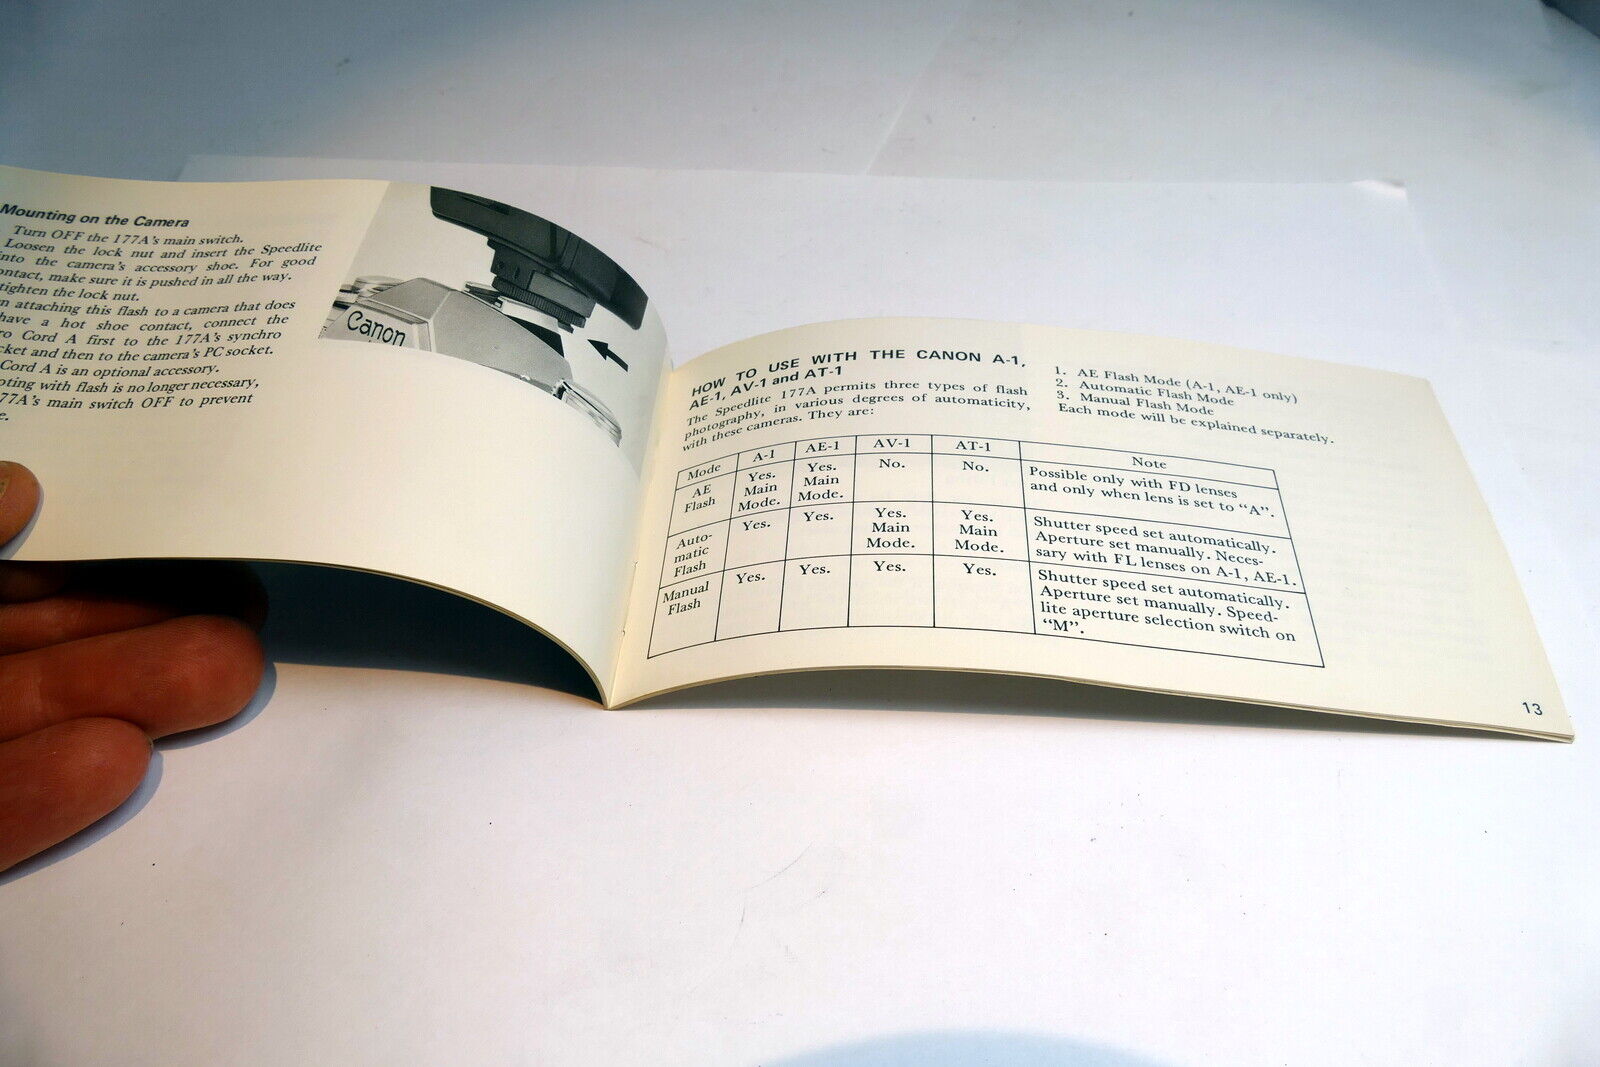 Mounting on the Camera
Turn OFF the 177A's main switch.
Loosen the lock nut and insert the Speedlite
into the camera's accessory shoe. For good
contact, make sure it is pushed in all the way.
tighten the lock nut.
attaching this flash to a camera that does
have a hot shoe contact, connect the
Cord A first to the 177A's synchro
and then to the camera's PC socket.
Cord A is an optional accessory.
with flash is no longer necessary,
77A's main switch OFF to prevent
Canon
HOW TO USE WITH THE CANON A-1,
AE-1, AV-1 and AT-1
The Speedlite 177A permits three types of flash
photography, in various degrees of automaticity,
with these cameras. They are:
1. AE Flash Mode (A-1, AE-1 only)
2. Automatic Flash Mode
3. Manual Flash Mode
Each mode will be explained separately.
Mode A-1 AE-1 AV-1 AT-1 Note
AE
Flash
Yes.
Main
Mode.
Yes.
Main
Mode.
No.
No.
Possible only with FD lenses
and only when lens is set to “A”.
Auto-
matic
Flash
Yes.
Yes.
Yes.
Main
Mode.
Yes.
Main
Mode.
Shutter speed set automatically.
Aperture set manually. Neces-
sary with FL lenses on A-1, AE-1.
Manual
Flash
Yes.
Yes.
Yes.
Yes.
Shutter speed set automatically.
Aperture set manually. Speed-
lite aperture selection switch on
“M”.
13